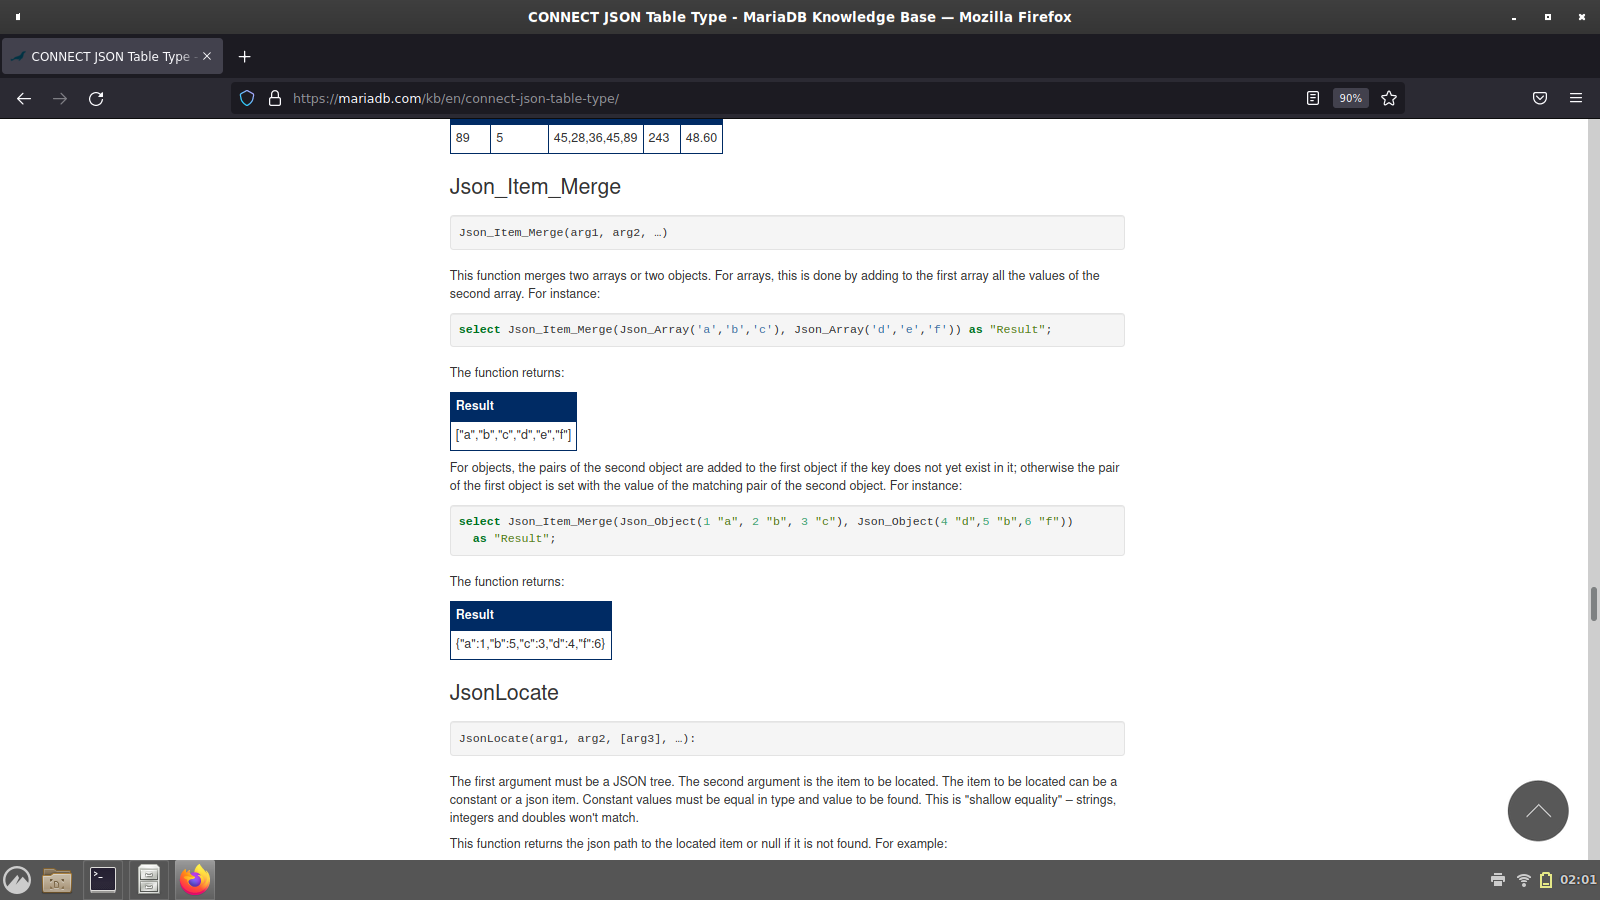 CONNECT JSON Table Type - MariaDB Knowledge Base — Mozilla Firefox
CONNECT JSON Table Type -
https://mariadb.com/kb/en/connect-json-table-type/
90%
89 5 45,28,36,45,89 243 48.60
Json_Item_Merge
Json_Item_Merge(arg1, arg2, …)
This function merges two arrays or two objects. For arrays, this is done by adding to the first array all the values of the
second array. For instance:
select Json_Item_Merge(Json_Array('a','b','c'), Json_Array('d','e','f')) as "Result";
The function returns:
Result
["a","b","c","d","e","f"]
For objects, the pairs of the second object are added to the first object if the key does not yet exist in it; otherwise the pair
of the first object is set with the value of the matching pair of the second object. For instance:
select Json_Item_Merge(Json_Object(1 "a", 2 "b", 3 "c"), Json_Object(4 "d",5 "b",6 "f"))
as "Result";
The function returns:
Result
{"a":1,"b":5,"c":3,"d":4,"f":6}
JsonLocate
JsonLocate(arg1, arg2, [arg3], …):
The first argument must be a JSON tree. The second argument is the item to be located. The item to be located can be a
constant or a json item. Constant values must be equal in type and value to be found. This is "shallow equality" – strings,
integers and doubles won't match.
This function returns the json path to the located item or null if it is not found. For example:
02:01